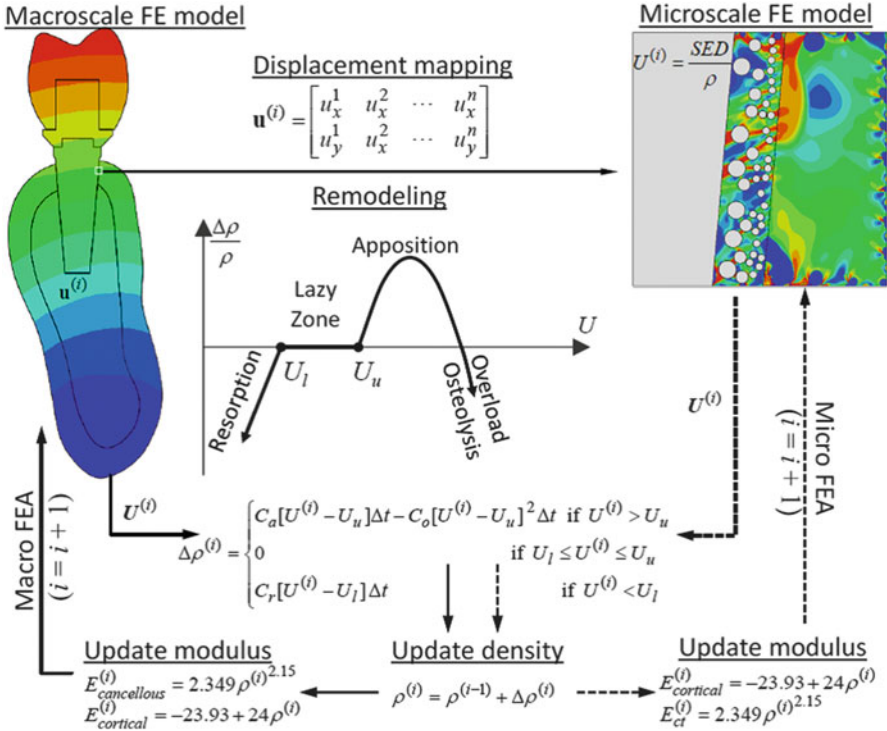 Macroscale FE model
Microscale FE model
Displacement mapping
u^(i) = [u_x^1 u_x^2 ⋯ u_x^n
u_y^1 u_x^2 ⋯ u_y^n]
U^(i) = SED/ρ
Remodeling
Δρ/ρ
Apposition
Lazy
Zone
U
U_l
U_u
Resorption
Overload
Osteolysis
u^(i)
Macro FEA
(i = i + 1)
U^(i)
U^(i)
Micro FEA
(i = i + 1)
Δρ^(i) = { C_a[U^(i) − U_u]Δt − C_o[U^(i) − U_u]^2 Δt if U^(i) > U_u
0 if U_l ≤ U^(i) ≤ U_u
C_r[U^(i) − U_l]Δt if U^(i) < U_l
Update modulus
E_cancellous^(i) = 2.349 ρ^(i)2.15
E_cortical^(i) = −23.93 + 24ρ^(i)
Update density
ρ^(i) = ρ^(i−1) + Δρ^(i)
Update modulus
E_cortical^(i) = −23.93 + 24ρ^(i)
E_ct^(i) = 2.349 ρ^(i)2.15